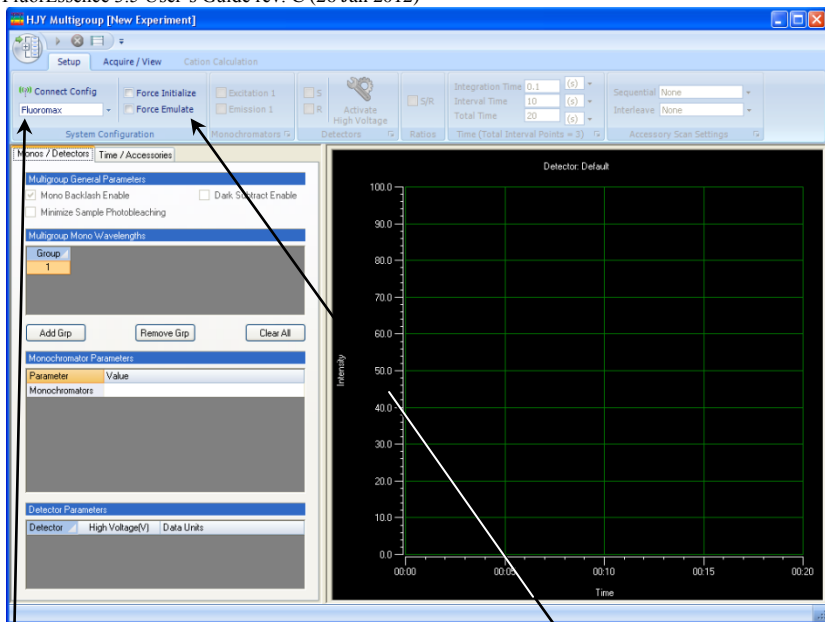 FluorEssence 3.5 User's Guide rev. C (26 Jan 2012)
HJY Multigroup [New Experiment]
Setup Acquire / View Cation Calculation
Connect Config
Fluoromax
Force Initialize
Force Emulate
System Configuration
Excitation 1
Emission 1
Monochromators
S
R
Activate
High Voltage
Detectors
S/R
Ratios
Integration Time 0.1 (s)
Interval Time 10 (s)
Total Time 20 (s)
Time (Total Interval Points = 3)
Sequential None
Interleave None
Accessory Scan Settings
Monos / Detectors Time / Accessories
Multigroup General Parameters
Mono Backlash Enable Dark Subtract Enable
Minimize Sample Photobleaching
Multigroup Mono Wavelengths
Group
1
Add Grp Remove Grp Clear All
Monochromator Parameters
Parameter Value
Monochromators
Detector Parameters
Detector High Voltage(V) Data Units
Detector: Default
100.0
90.0
80.0
70.0
60.0
50.0
40.0
30.0
20.0
10.0
0.0
Intensity
00:00 00:05 00:10 00:15 00:20
Time